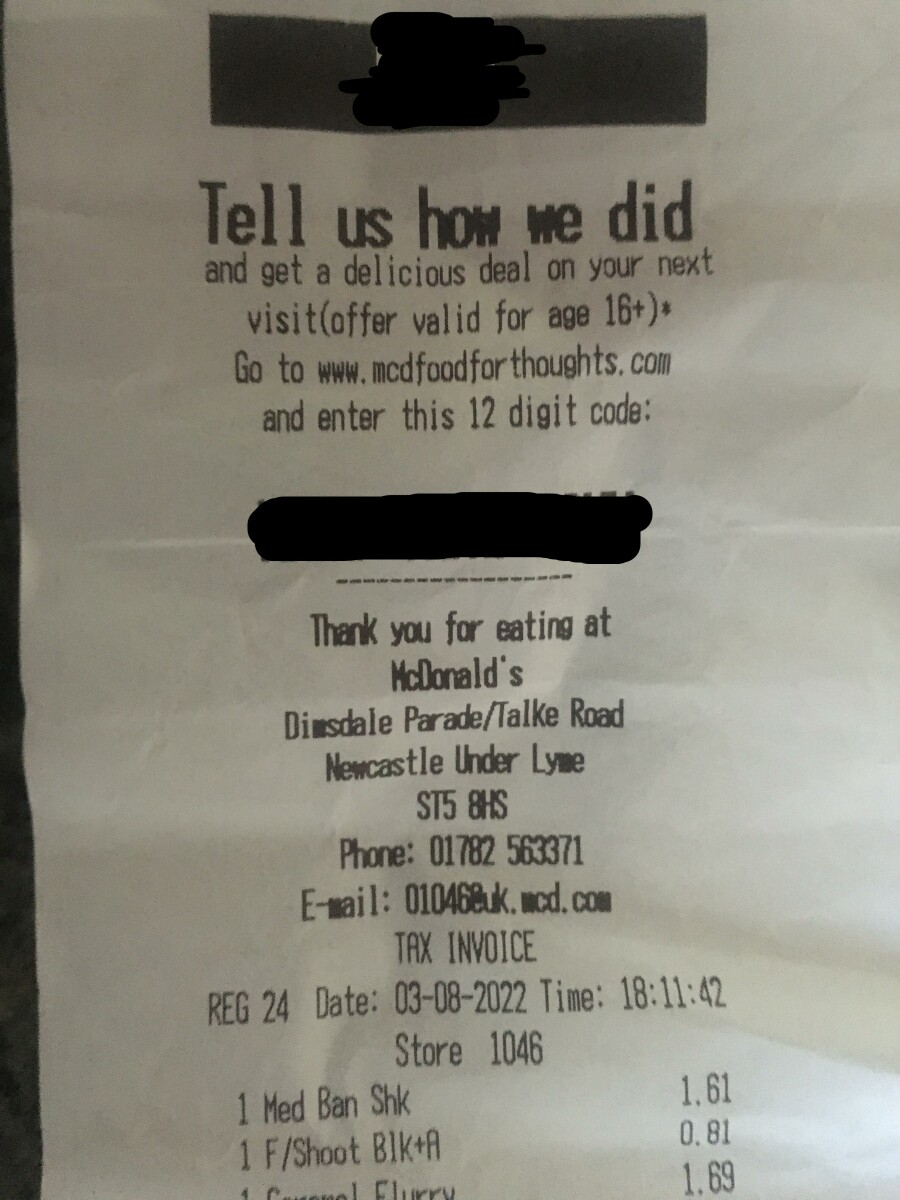 Tell us how we did
and get a delicious deal on your next
visit(offer valid for age 16+)*
Go to www.mcdfoodforthoughts.com
and enter this 12 digit code:
Thank you for eating at
McDonald's
Dimsdale Parade/Talke Road
Newcastle Under Lyme
ST5 8HS
Phone: 01782 563371
E-mail: 01046@uk.mcd.com
TAX INVOICE
REG 24 Date: 03-08-2022 Time: 18:11:42
Store 1046
1 Med Ban Shk 1.61
1 F/Shoot Blk+A 0.81
1 Caramel Flurry 1.69